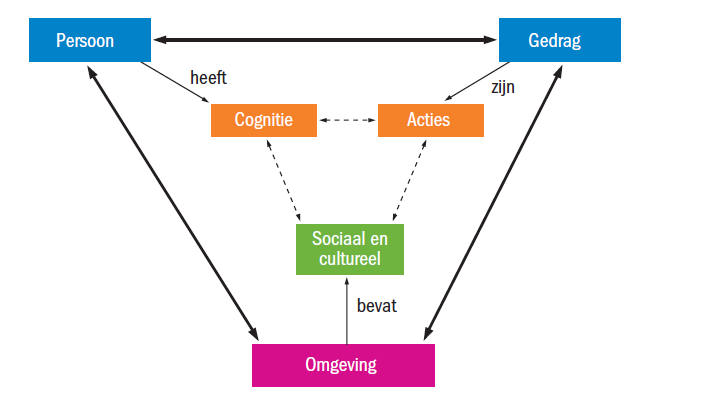 Persoon
Gedrag
heeft
zijn
Cognitie
Acties
Sociaal en
cultureel
bevat
Omgeving